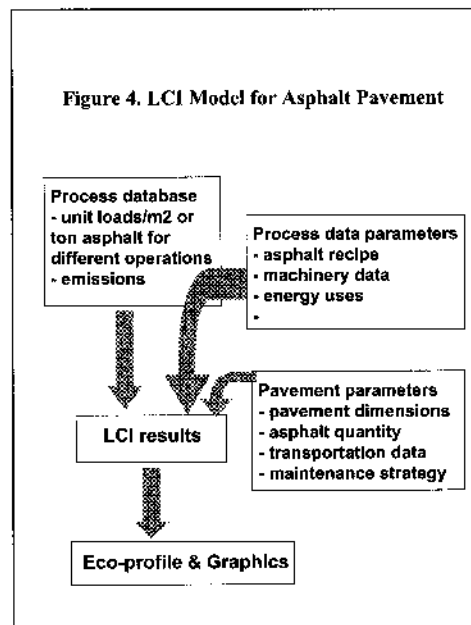 Figure 4. LCI Model for Asphalt Pavement
Process database
- unit loads/m2 or
ton asphalt for
different operations
- emissions
Process data parameters
- asphalt recipe
- machinery data
- energy uses
-
Pavement parameters
- pavement dimensions
- asphalt quantity
- transportation data
- maintenance strategy
LCI results
Eco-profile & Graphics